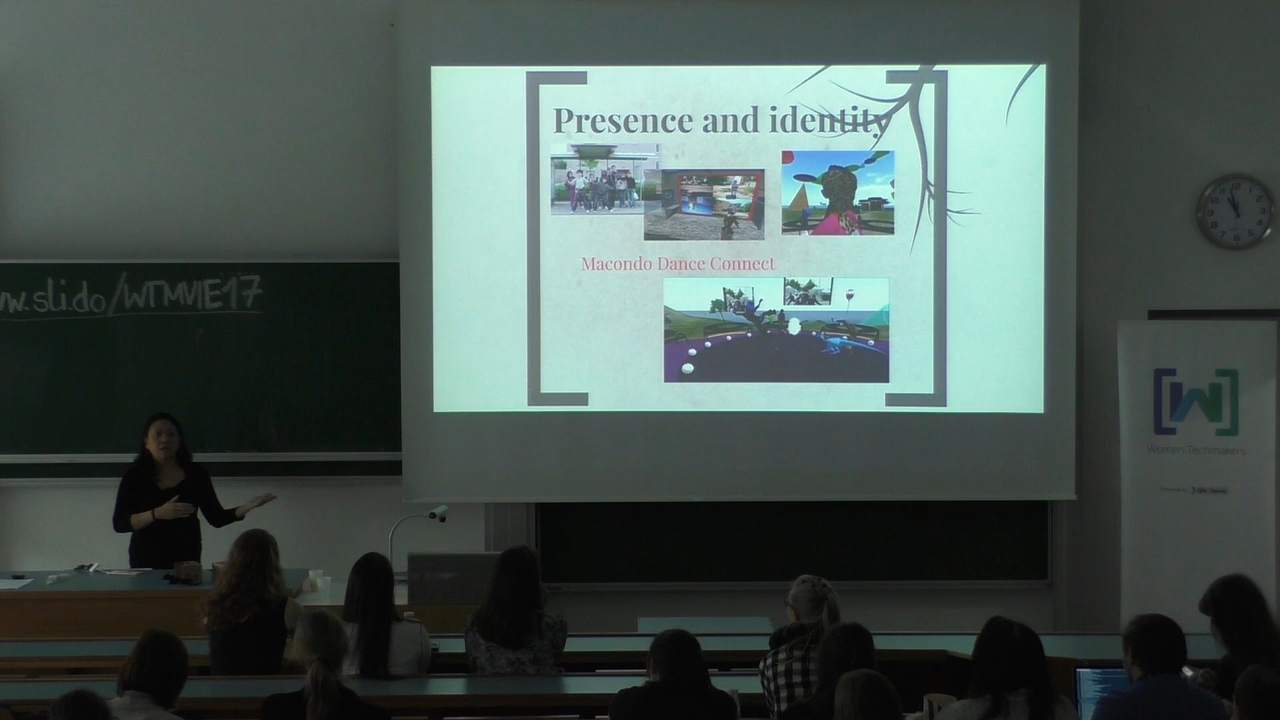 Presence and identity
Macondo Dance Connect
w.sli.do/WTMVIE17
[W]
Women Techmakers